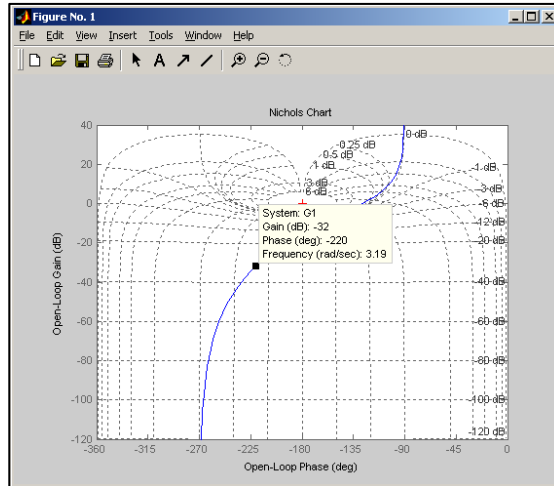 Figure No. 1
File Edit View Insert Tools Window Help
A
Nichols Chart
40
20
0
-20
-40
-60
-80
-100
-120
Open-Loop Gain (dB)
0 dB
-0.25 dB
0.5 dB
1 dB
3 dB
6 dB
-1 dB
-3 dB
-6 dB
-12 dB
-20 dB
-40 dB
-60 dB
-80 dB
-100 dB
-120 dB
System: G1
Gain (dB): -32
Phase (deg): -220
Frequency (rad/sec): 3.19
-360 -315 -270 -225 -180 -135 -90 -45 0
Open-Loop Phase (deg)